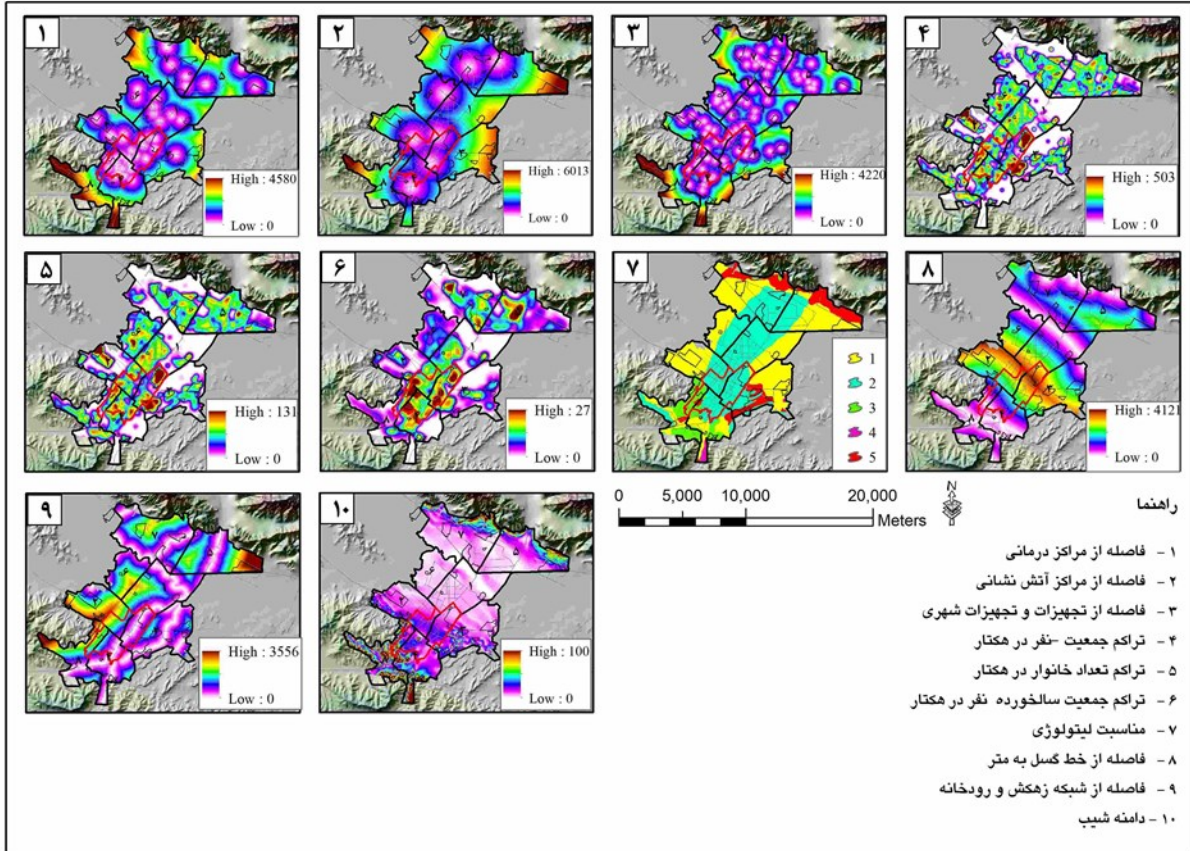 ۱
High : 4580
Low : 0
۲
High : 6013
Low : 0
۳
High : 4220
Low : 0
۴
High : 503
Low : 0
۵
High : 131
Low : 0
۶
High : 27
Low : 0
۷
1
2
3
4
5
۸
High : 4121
Low : 0
۹
High : 3556
Low : 0
۱۰
High : 100
Low : 0
0 5,000 10,000 20,000
Meters
N
راهنما
۱ - فاصله از مراکز درمانی
۲ - فاصله از مراکز آتش نشانی
۳ - فاصله از تجهیزات و تجهیزات شهری
۴ - تراکم جمعیت -نفر در هکتار
۵ - تراکم تعداد خانوار در هکتار
۶ - تراکم جمعیت سالخورده نفر در هکتار
۷ - مناسبت لیتولوژی
۸ - فاصله از خط گسل به متر
۹ - فاصله از شبکه زهکش و رودخانه
۱۰ - دامنه شیب